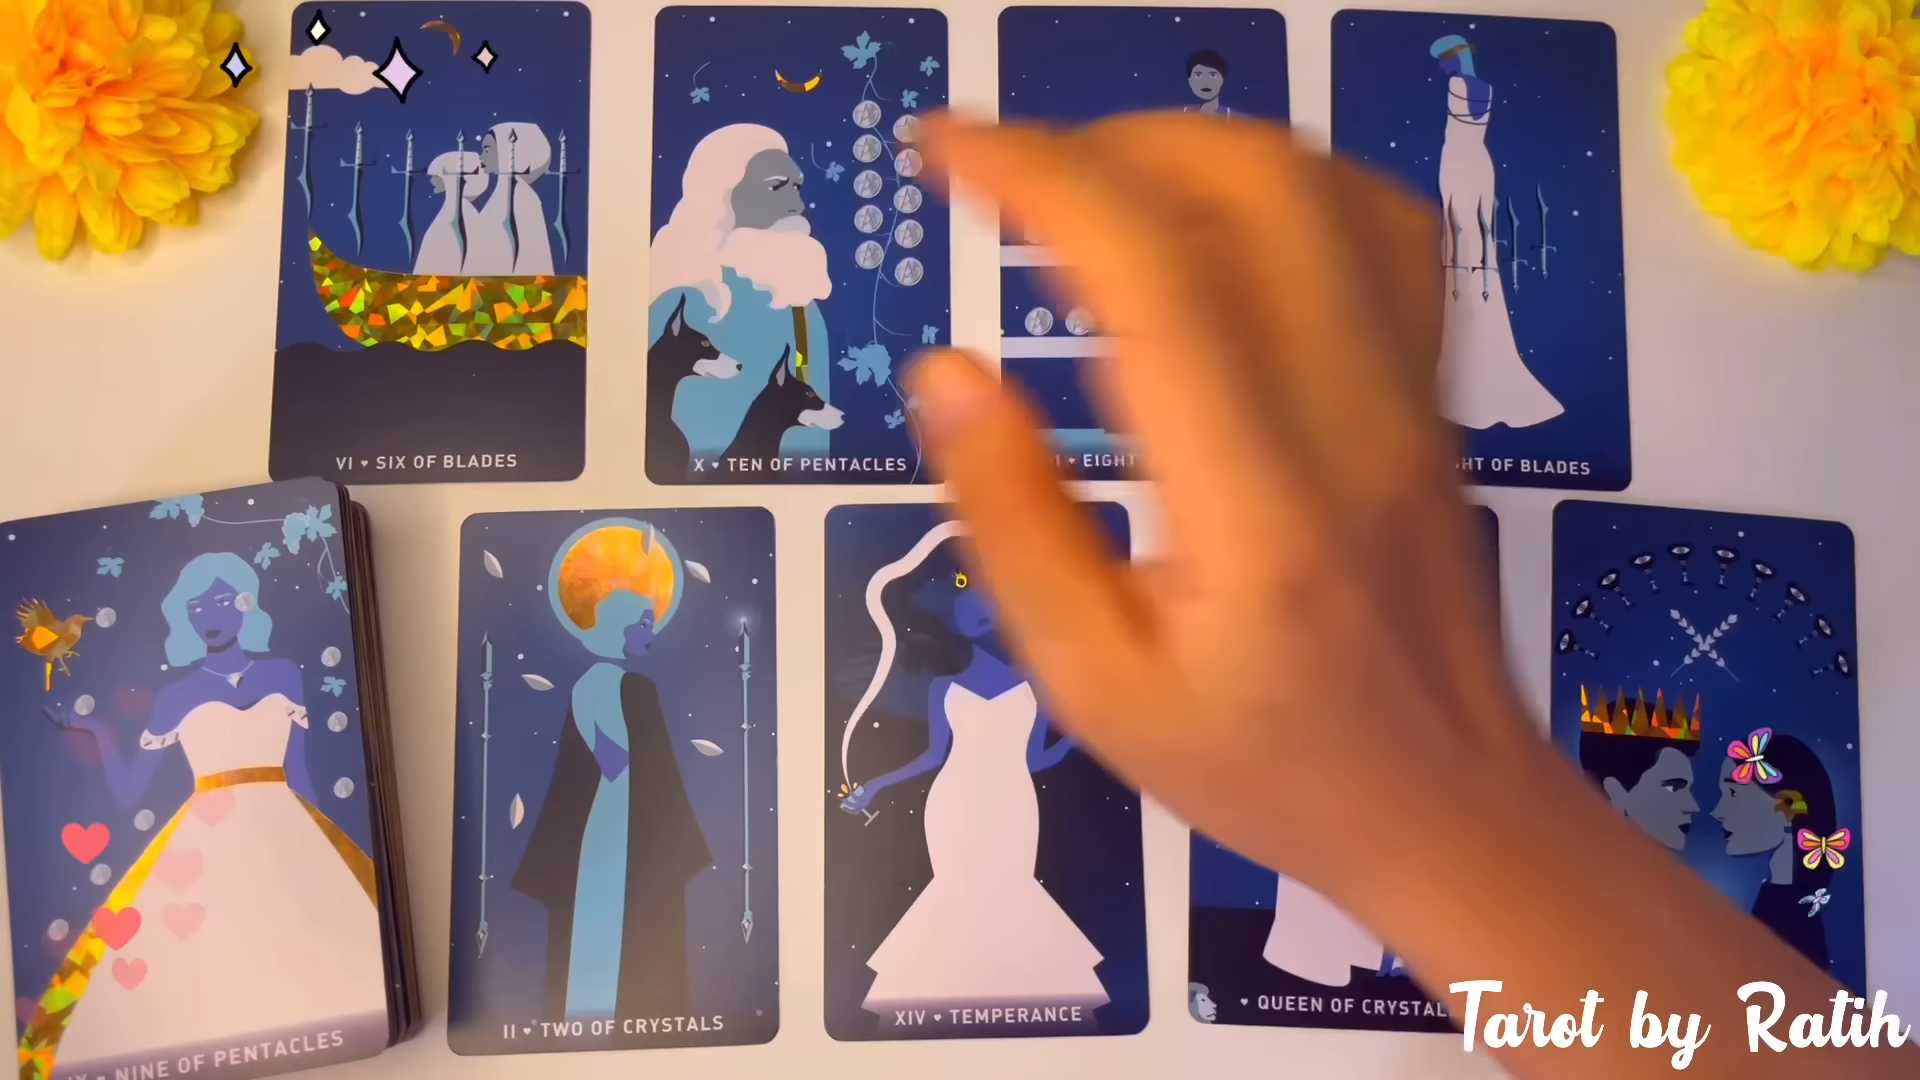 VI ♥ SIX OF BLADES
X ♥ TEN OF PENTACLES
♥ EIGHT
HT OF BLADES
NINE OF PENTACLES
II ♥ TWO OF CRYSTALS
XIV ♥ TEMPERANCE
♥ QUEEN OF CRYSTAL
Tarot by Ratih